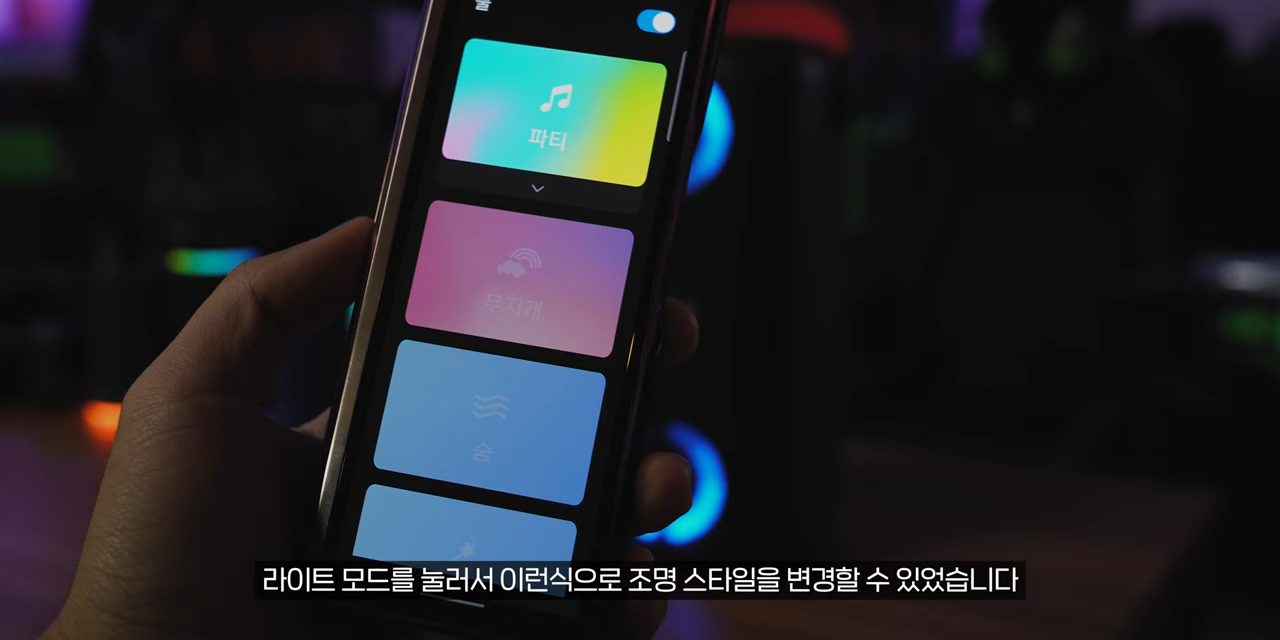 파티
무지개
숨
라이트 모드를 눌러서 이런식으로 조명 스타일을 변경할 수 있었습니다